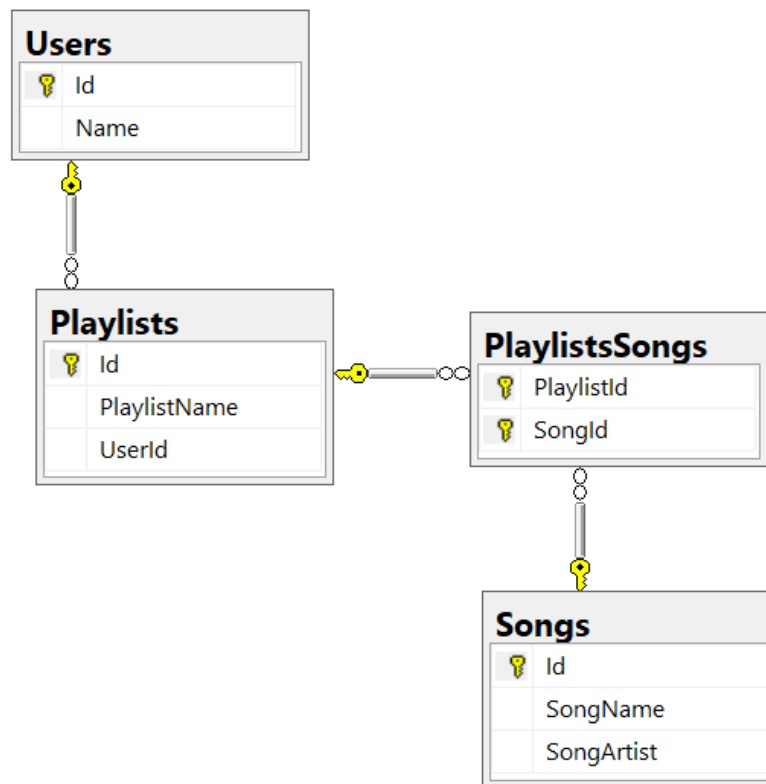 Users
Id
Name
Playlists
Id
PlaylistName
UserId
PlaylistsSongs
PlaylistId
SongId
Songs
Id
SongName
SongArtist